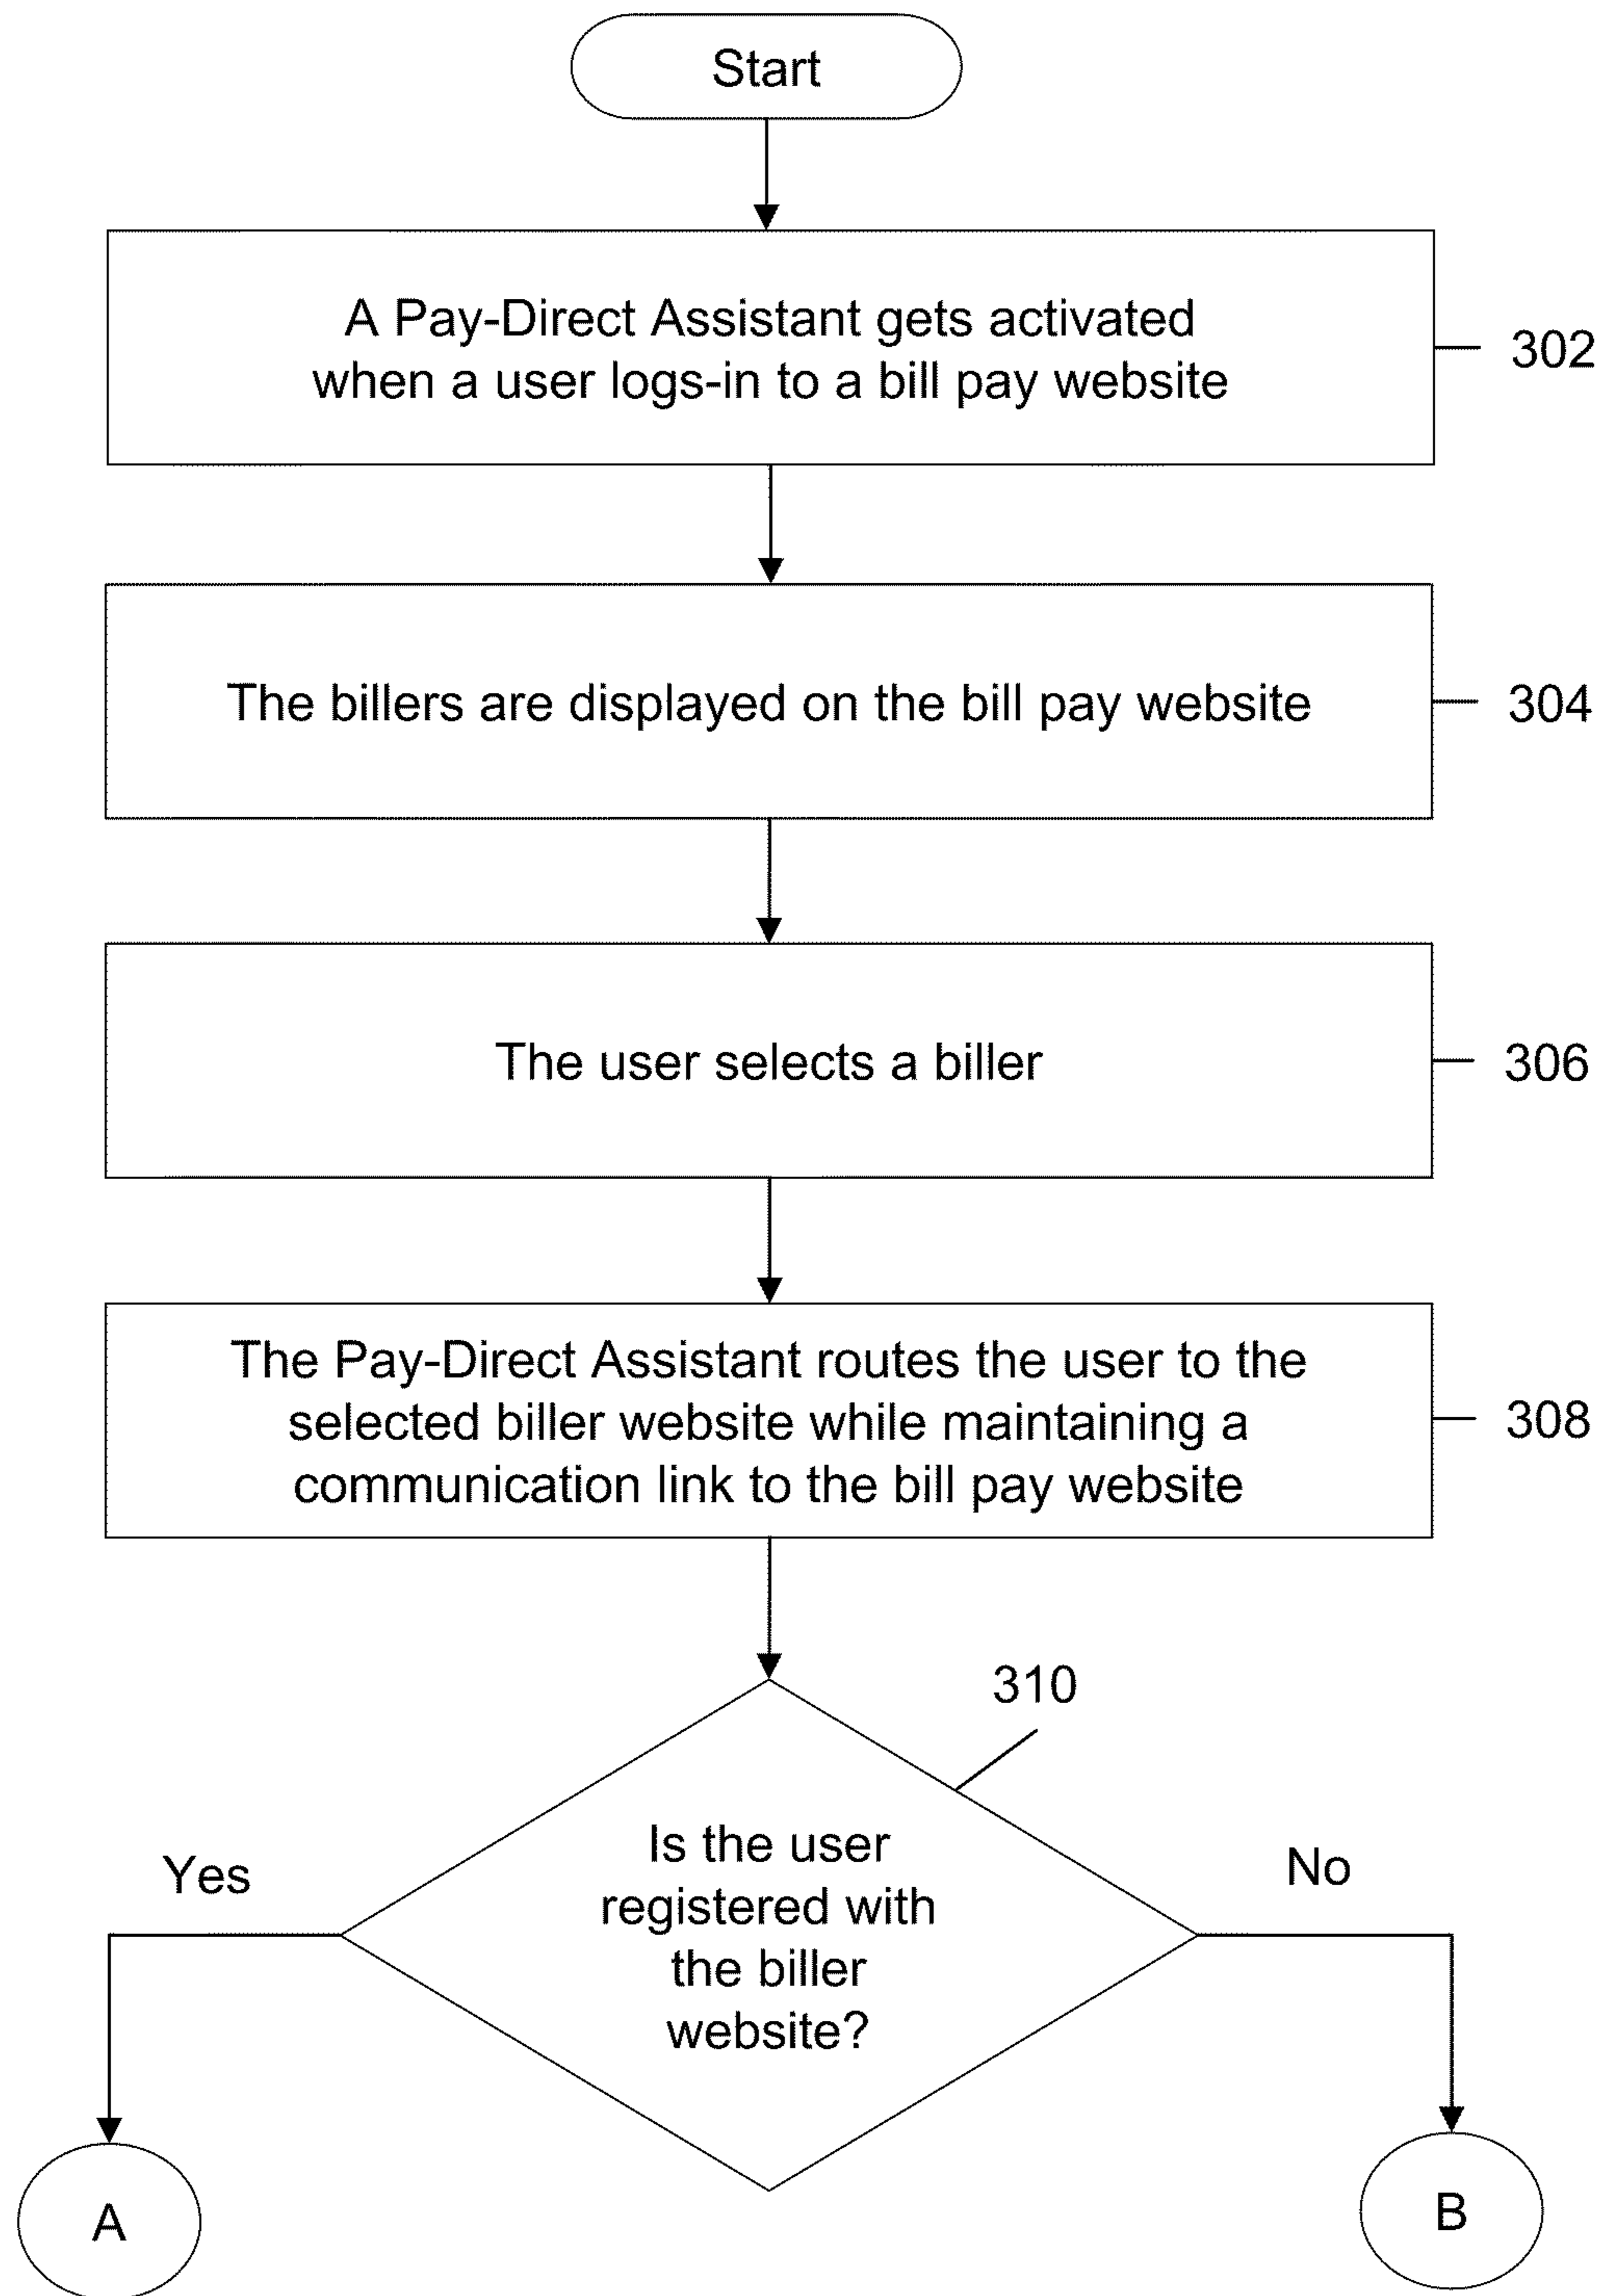 Start
A Pay-Direct Assistant gets activated
when a user logs-in to a bill pay website
302
The billers are displayed on the bill pay website
304
The user selects a biller
306
The Pay-Direct Assistant routes the user to the
selected biller website while maintaining a
communication link to the bill pay website
308
310
Is the user
registered with
the biller
website?
Yes
No
A
B